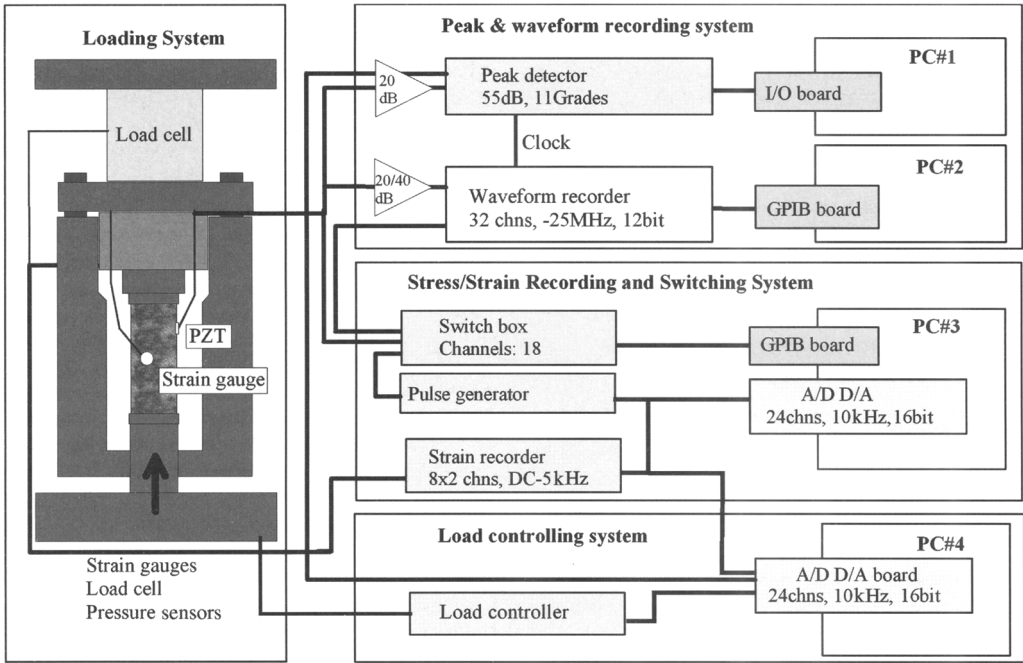 Loading System
Load cell
PZT
Strain gauge
Strain gauges
Load cell
Pressure sensors
Peak & waveform recording system
20
dB
Peak detector
55dB, 11Grades
I/O board
PC#1
Clock
20/40
dB
Waveform recorder
32 chns, -25MHz, 12bit
GPIB board
PC#2
Stress/Strain Recording and Switching System
Switch box
Channels: 18
GPIB board
PC#3
Pulse generator
A/D D/A
24chns, 10kHz,16bit
Strain recorder
8x2 chns, DC-5kHz
Load controlling system
PC#4
A/D D/A board
24chns, 10kHz, 16bit
Load controller